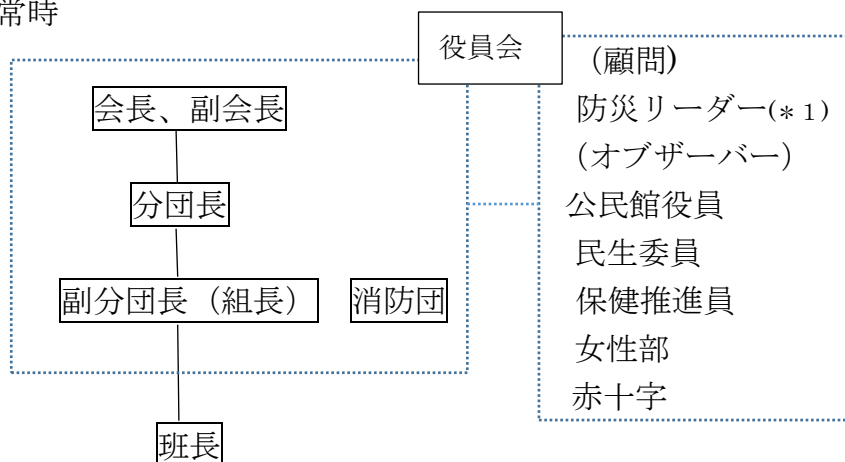 常時
役員会
会長、副会長
分団長
副分団長（組長）
消防団
班長
(顧問)
防災リーダー(*1)
(オブザーバー)
公民館役員
民生委員
保健推進員
女性部
赤十字